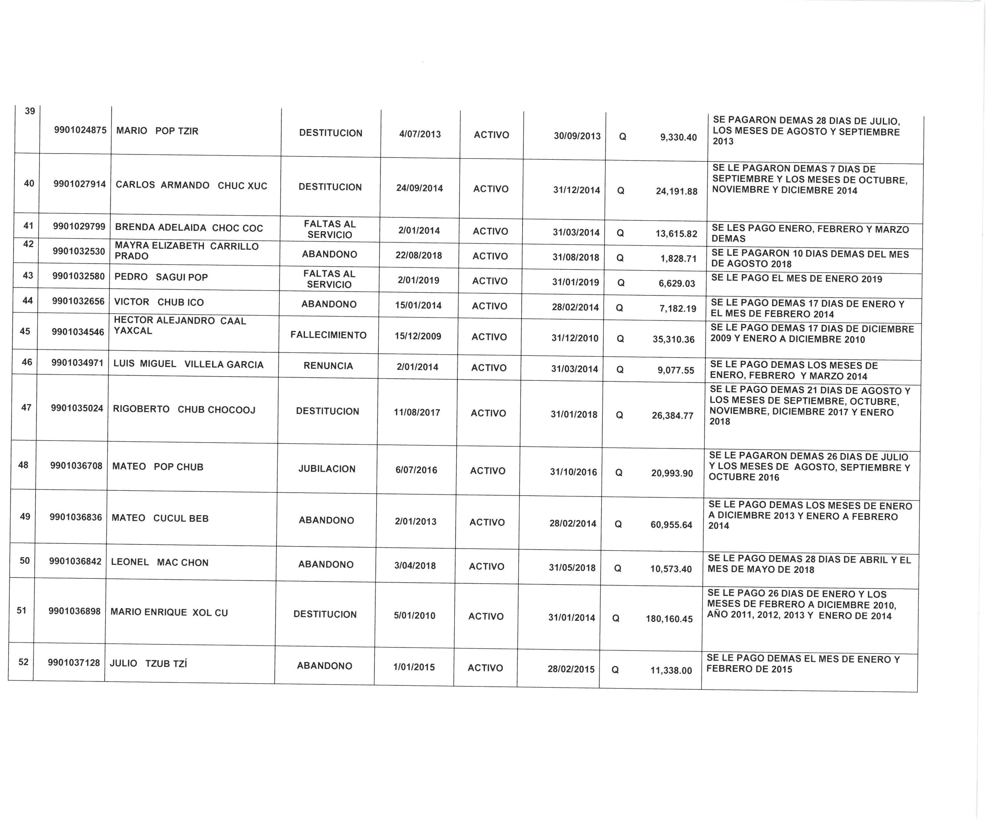 39 9901024875 MARIO POP TZIR DESTITUCION 4/07/2013 ACTIVO 30/09/2013 Q 9,330.40 SE PAGARON DEMAS 28 DIAS DE JULIO,
LOS MESES DE AGOSTO Y SEPTIEMBRE
2013
40 9901027914 CARLOS ARMANDO CHUC XUC DESTITUCION 24/09/2014 ACTIVO 31/12/2014 Q 24,191.88 SE LE PAGARON DEMAS 7 DIAS DE
SEPTIEMBRE Y LOS MESES DE OCTUBRE,
NOVIEMBRE Y DICIEMBRE 2014
41 9901029799 BRENDA ADELAIDA CHOC COC FALTAS AL
SERVICIO 2/01/2014 ACTIVO 31/03/2014 Q 13,615.82 SE LES PAGO ENERO, FEBRERO Y MARZO
DEMAS
42 9901032530 MAYRA ELIZABETH CARRILLO
PRADO ABANDONO 22/08/2018 ACTIVO 31/08/2018 Q 1,828.71 SE LE PAGARON 10 DIAS DEMAS DEL MES
DE AGOSTO 2018
43 9901032580 PEDRO SAGUI POP FALTAS AL
SERVICIO 2/01/2019 ACTIVO 31/01/2019 Q 6,629.03 SE LE PAGO EL MES DE ENERO 2019
44 9901032656 VICTOR CHUB ICO ABANDONO 15/01/2014 ACTIVO 28/02/2014 Q 7,182.19 SE LE PAGO DEMAS 17 DIAS DE ENERO Y
EL MES DE FEBRERO 2014
45 9901034546 HECTOR ALEJANDRO CAAL
YAXCAL FALLECIMIENTO 15/12/2009 ACTIVO 31/12/2010 Q 35,310.36 SE LE PAGO DEMAS 17 DIAS DE DICIEMBRE
2009 Y ENERO A DICIEMBRE 2010
46 9901034971 LUIS MIGUEL VILLELA GARCIA RENUNCIA 2/01/2014 ACTIVO 31/03/2014 Q 9,077.55 SE LE PAGO DEMAS LOS MESES DE
ENERO, FEBRERO Y MARZO 2014
47 9901035024 RIGOBERTO CHUB CHOCOOJ DESTITUCION 11/08/2017 ACTIVO 31/01/2018 Q 26,384.77 SE LE PAGO DEMAS 21 DIAS DE AGOSTO Y
LOS MESES DE SEPTIEMBRE, OCTUBRE,
NOVIEMBRE, DICIEMBRE 2017 Y ENERO
2018
48 9901036708 MATEO POP CHUB JUBILACION 6/07/2016 ACTIVO 31/10/2016 Q 20,993.90 SE LE PAGARON DEMAS 26 DIAS DE JULIO
Y LOS MESES DE AGOSTO, SEPTIEMBRE Y
OCTUBRE 2016
49 9901036836 MATEO CUCUL BEB ABANDONO 2/01/2013 ACTIVO 28/02/2014 Q 60,955.64 SE LE PAGO DEMAS LOS MESES DE ENERO
A DICIEMBRE 2013 Y ENERO A FEBRERO
2014
50 9901036842 LEONEL MAC CHON ABANDONO 3/04/2018 ACTIVO 31/05/2018 Q 10,573.40 SE LE PAGO DEMAS 28 DIAS DE ABRIL Y EL
MES DE MAYO DE 2018
51 9901036898 MARIO ENRIQUE XOL CU DESTITUCION 5/01/2010 ACTIVO 31/01/2014 Q 180,160.45 SE LE PAGO 26 DIAS DE ENERO Y LOS
MESES DE FEBRERO A DICIEMBRE 2010,
AÑO 2011, 2012, 2013 Y ENERO DE 2014
52 9901037128 JULIO TZUB TZÍ ABANDONO 1/01/2015 ACTIVO 28/02/2015 Q 11,338.00 SE LE PAGO DEMAS EL MES DE ENERO Y
FEBRERO DE 2015